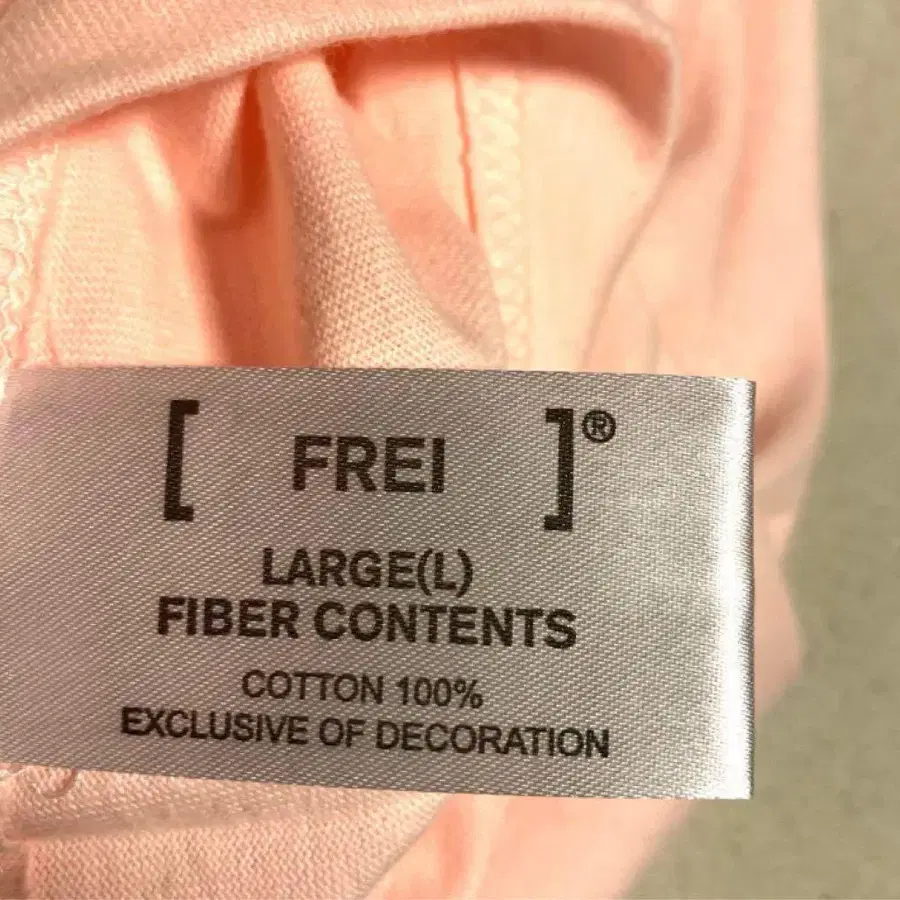 [ FREI ]®
LARGE(L)
FIBER CONTENTS
COTTON 100%
EXCLUSIVE OF DECORATION